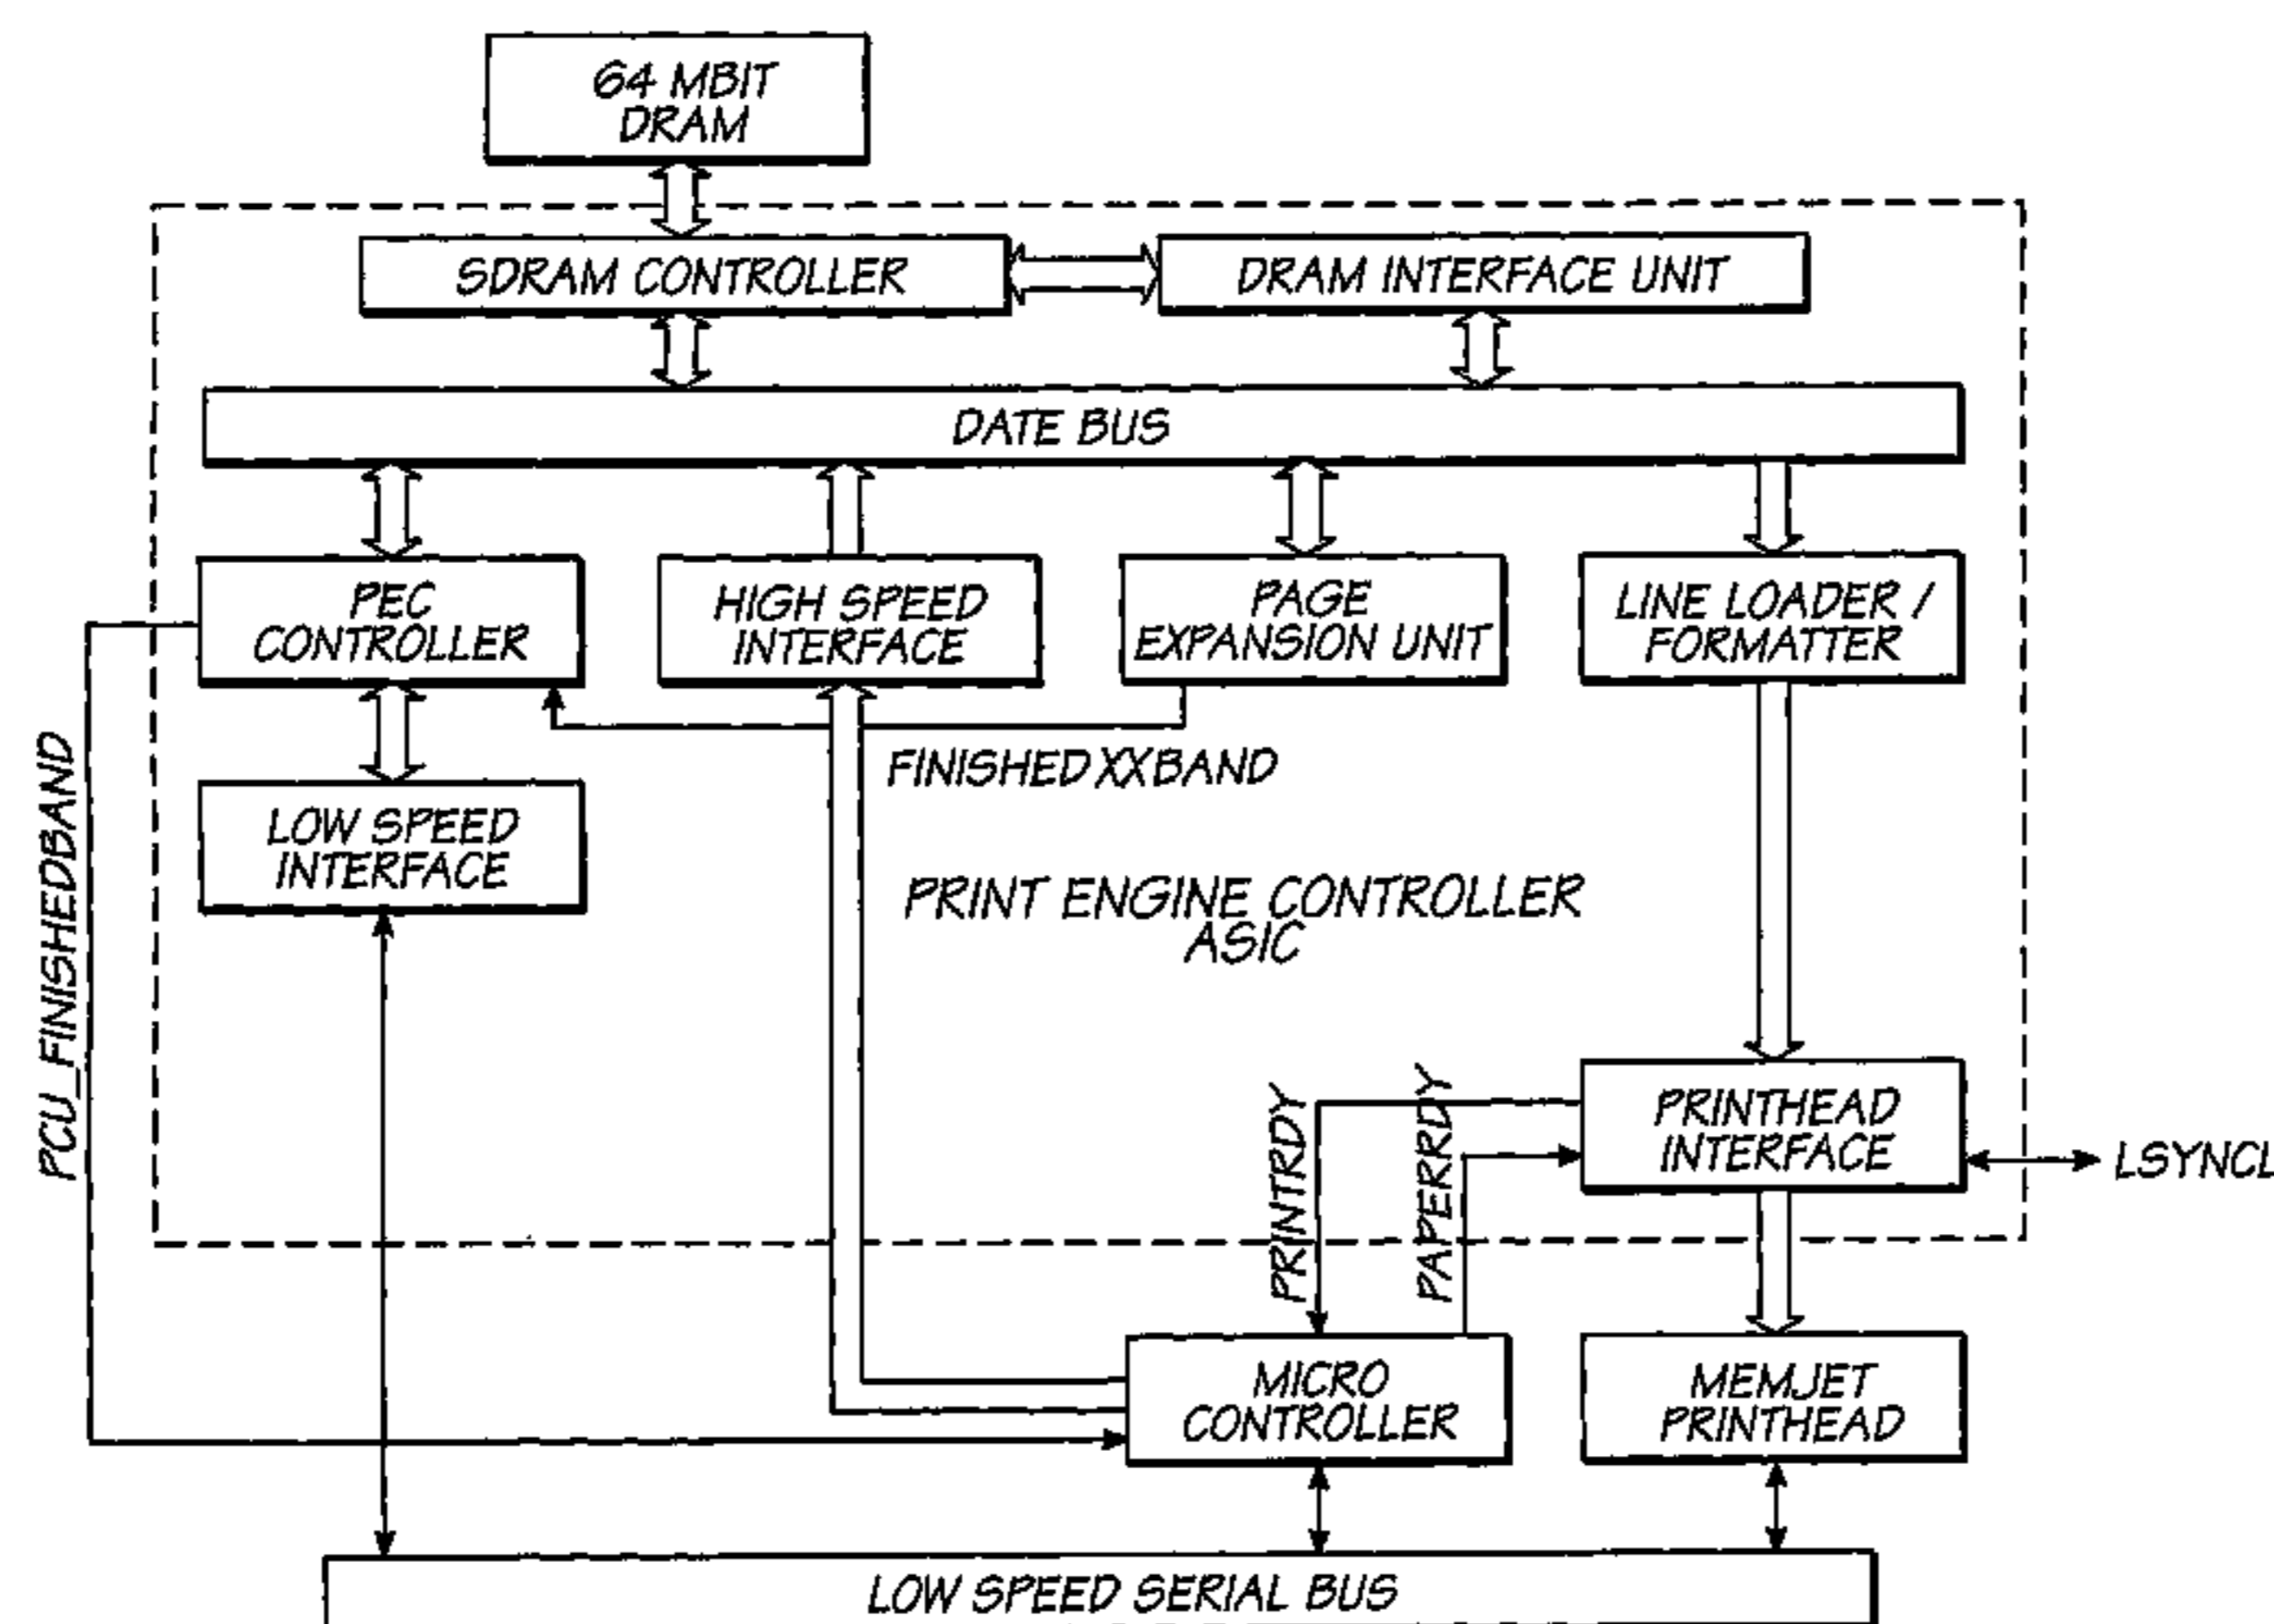 64 MBIT
DRAM
SDRAM CONTROLLER
DRAM INTERFACE UNIT
DATE BUS
PEC
CONTROLLER
HIGH SPEED
INTERFACE
PAGE
EXPANSION UNIT
LINE LOADER /
FORMATTER
FINISHEDXXBAND
LOW SPEED
INTERFACE
PCU_FINISHEDBAND
PRINT ENGINE CONTROLLER
ASIC
PRINTRDY
PAPERRDY
PRINTHEAD
INTERFACE
LSYNCL
MICRO
CONTROLLER
MEMJET
PRINTHEAD
LOW SPEED SERIAL BUS